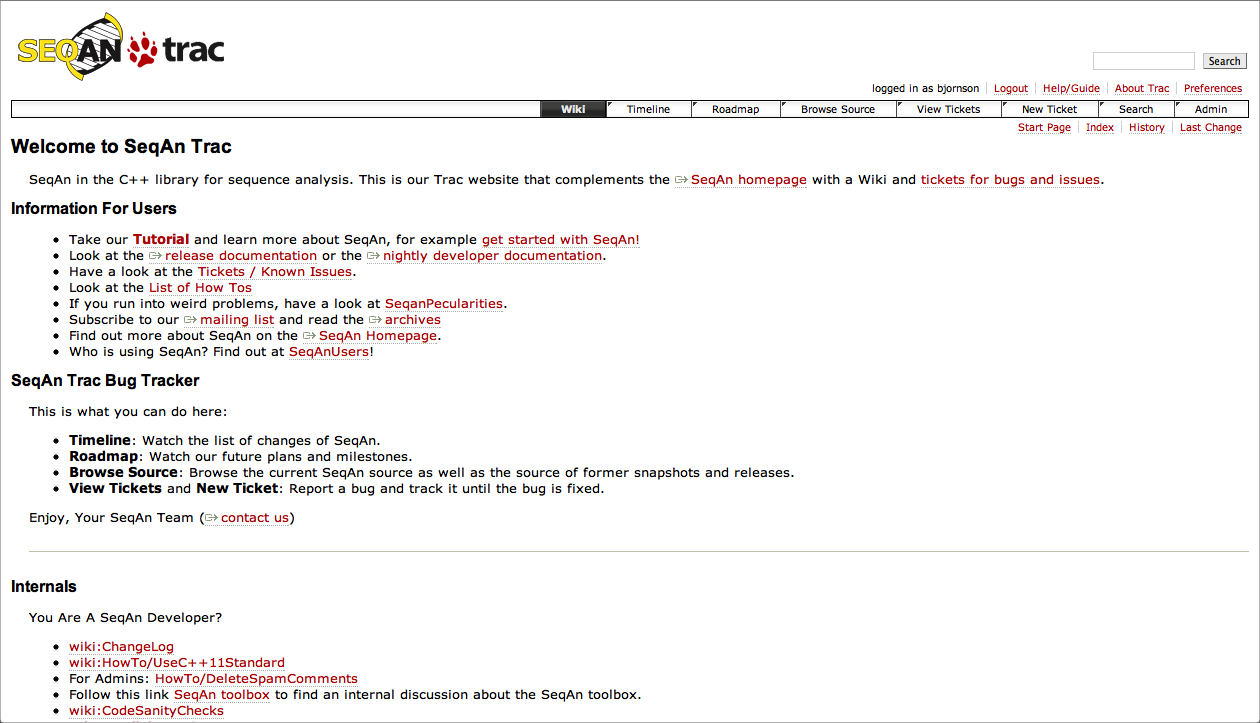 SEQAN trac
Search
logged in as bjornson Logout Help/Guide About Trac Preferences
Wiki Timeline Roadmap Browse Source View Tickets New Ticket Search Admin
Start Page Index History Last Change
Welcome to SeqAn Trac
SeqAn in the C++ library for sequence analysis. This is our Trac website that complements the SeqAn homepage with a Wiki and tickets for bugs and issues.
Information For Users
Take our Tutorial and learn more about SeqAn, for example get started with SeqAn!
Look at the release documentation or the nightly developer documentation.
Have a look at the Tickets / Known Issues.
Look at the List of How Tos
If you run into weird problems, have a look at SeqanPecularities.
Subscribe to our mailing list and read the archives
Find out more about SeqAn on the SeqAn Homepage.
Who is using SeqAn? Find out at SeqAnUsers!
SeqAn Trac Bug Tracker
This is what you can do here:
Timeline: Watch the list of changes of SeqAn.
Roadmap: Watch our future plans and milestones.
Browse Source: Browse the current SeqAn source as well as the source of former snapshots and releases.
View Tickets and New Ticket: Report a bug and track it until the bug is fixed.
Enjoy, Your SeqAn Team (contact us)
Internals
You Are A SeqAn Developer?
wiki:ChangeLog
wiki:HowTo/UseC++11Standard
For Admins: HowTo/DeleteSpamComments
Follow this link SeqAn toolbox to find an internal discussion about the SeqAn toolbox.
wiki:CodeSanityChecks